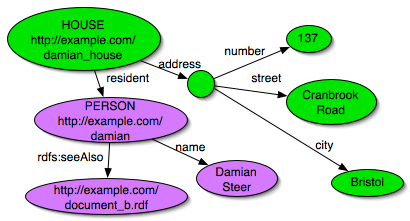 HOUSE
http://example.com/
damian_house
address
number
137
resident
street
Cranbrook
Road
PERSON
http://example.com/
damian
city
rdfs:seeAlso
name
Damian
Steer
Bristol
http://example.com/
document_b.rdf